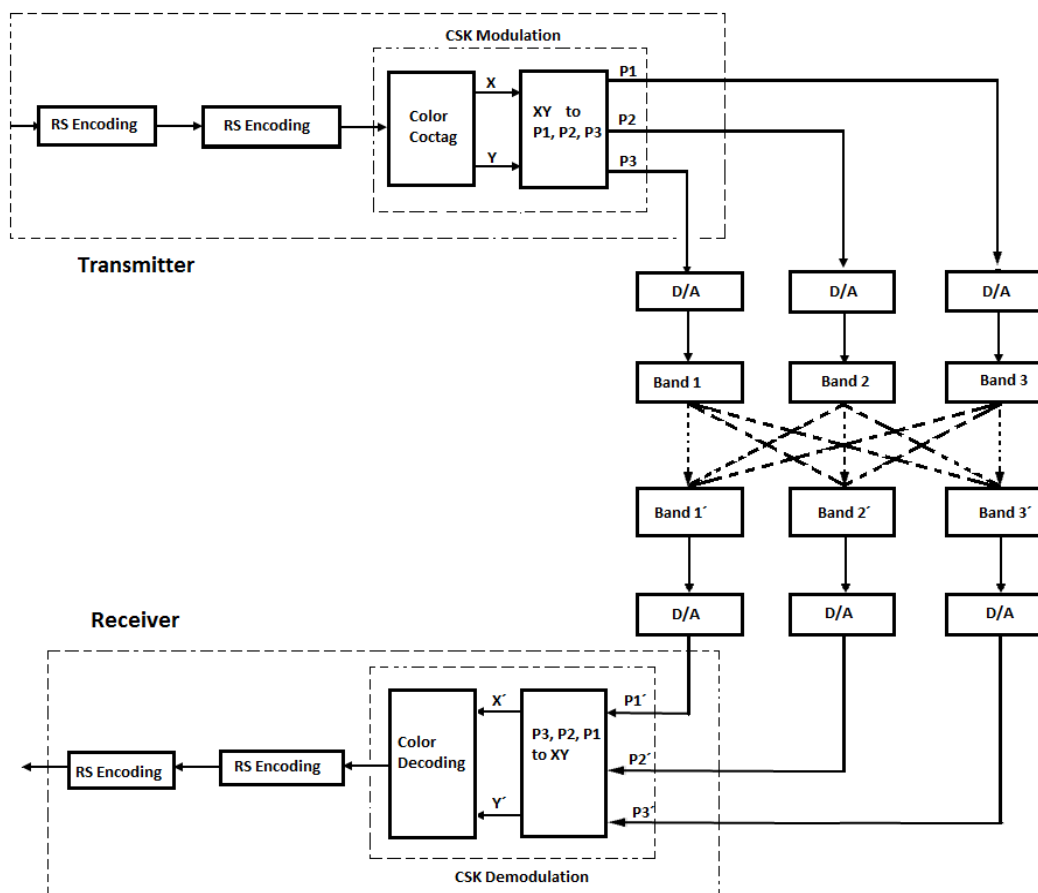 CSK Modulation
RS Encoding
RS Encoding
Color
Coctag
X
Y
XY to
P1, P2, P3
P1
P2
P3
Transmitter
D/A
D/A
D/A
Band 1
Band 2
Band 3
Band 1´
Band 2´
Band 3´
D/A
D/A
D/A
Receiver
RS Encoding
RS Encoding
Color
Decoding
X´
Y´
P3, P2, P1
to XY
P1´
P2´
P3´
CSK Demodulation